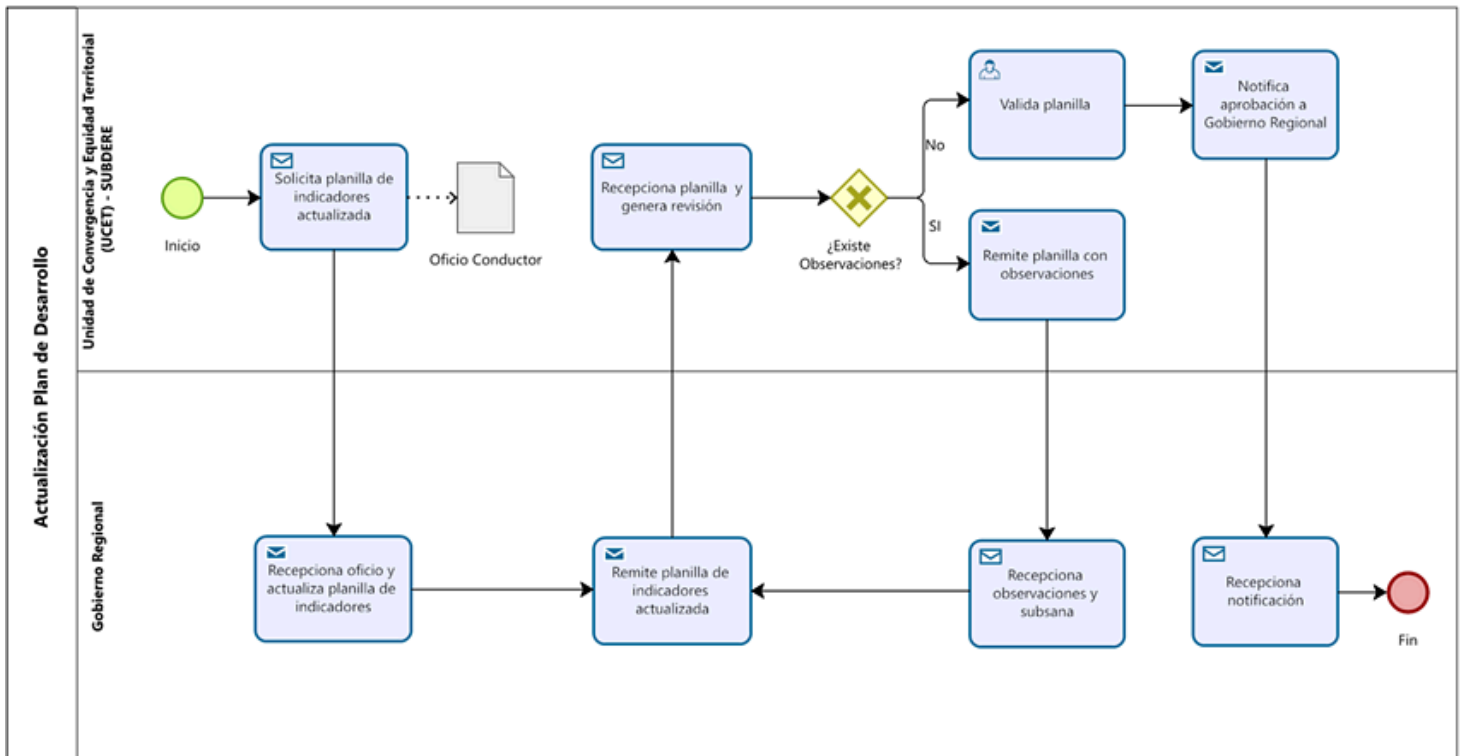 Actualización Plan de Desarrollo
Unidad de Convergencia y Equidad Territorial
(UCET) - SUBDERE
Inicio
Solicita planilla de
indicadores
actualizada
Oficio Conductor
Recepciona planilla y
genera revisión
¿Existe
Observaciones?
No
SI
Valida planilla
Notifica
aprobación a
Gobierno Regional
Remite planilla con
observaciones
Gobierno Regional
Recepciona oficio y
actualiza planilla de
indicadores
Remite planilla de
indicadores
actualizada
Recepciona
observaciones y
subsana
Recepciona
notificación
Fin